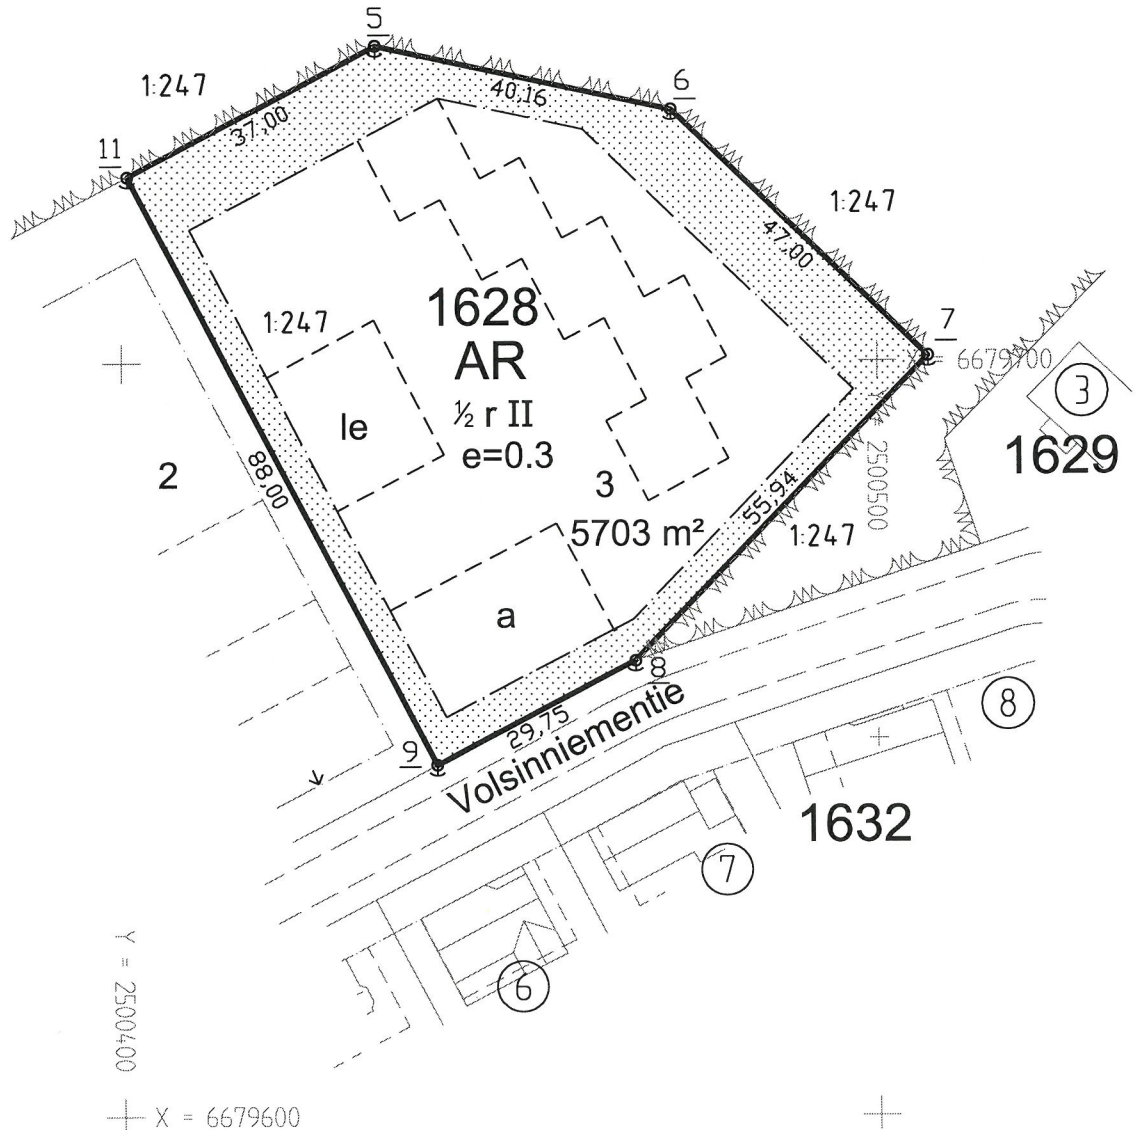 5
1:247
6
40,16
37,00
11
1:247
47,00
7
X = 6679700
3
1629
1:247
1628
AR
½ r II
e=0.3
le
2
88,00
3
5703 m²
55,94
2500500
1:247
a
8
29,75
9
Volsinniementie
8
1632
7
6
Y = 2500400
X = 6679600